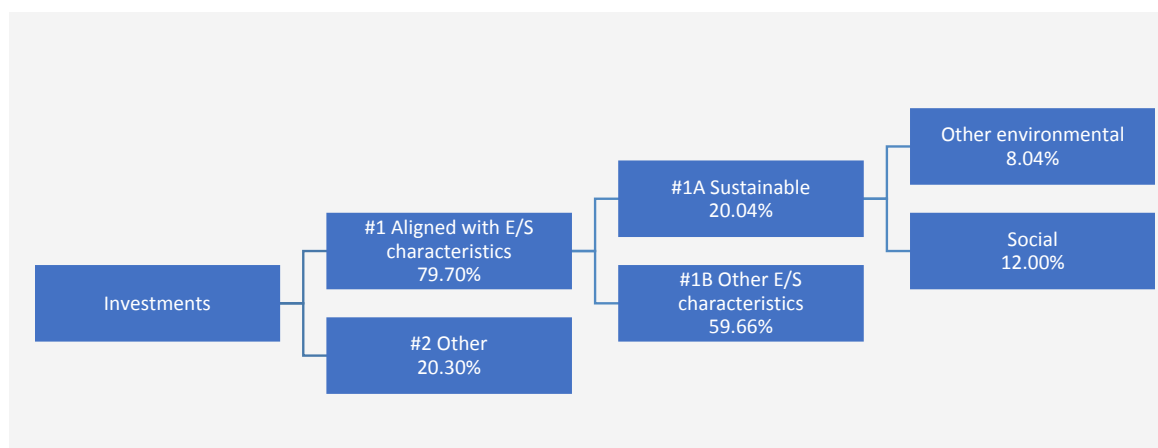 Investments
#1 Aligned with E/S
characteristics
79.70%
#2 Other
20.30%
#1A Sustainable
20.04%
#1B Other E/S
characteristics
59.66%
Other environmental
8.04%
Social
12.00%